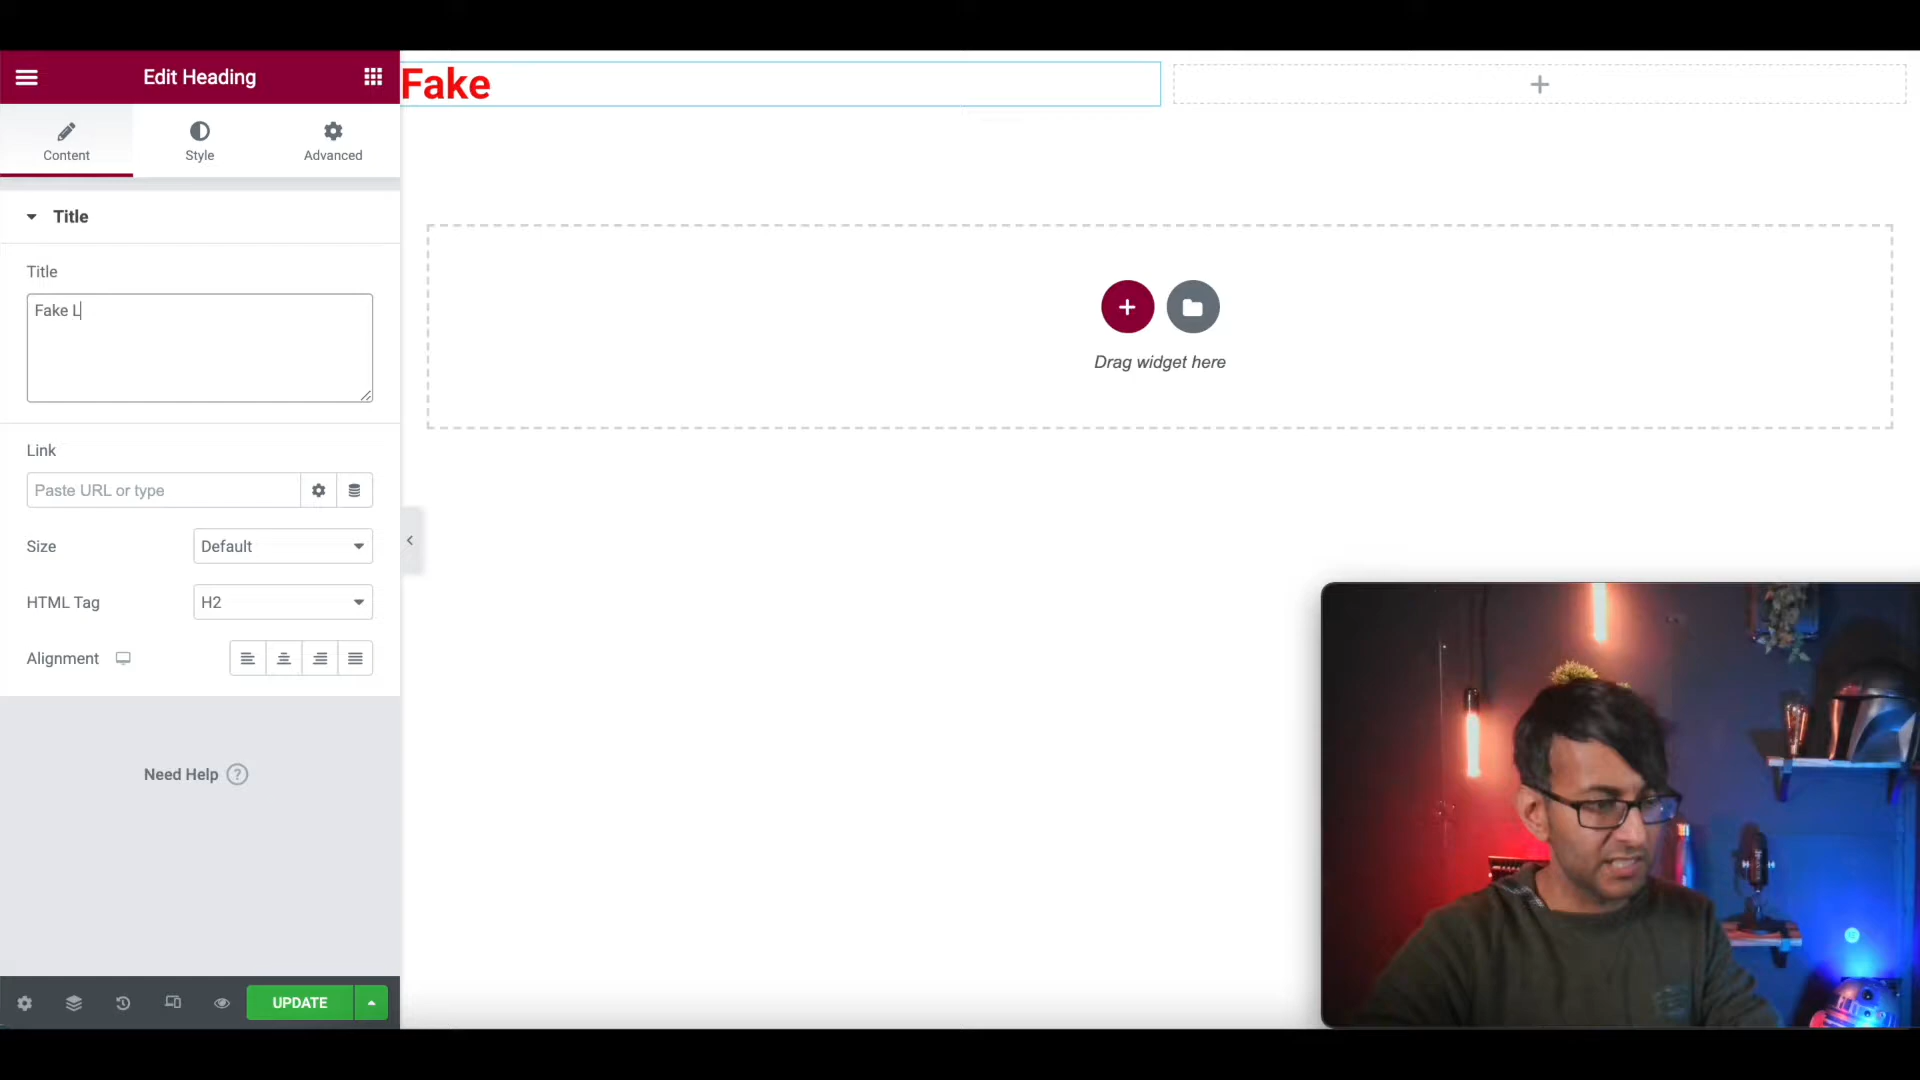 Edit Heading
Fake
Content
Style
Advanced
Title
Title
Fake L
Link
Paste URL or type
Size
Default
HTML Tag
H2
Alignment
Need Help ?
UPDATE
Drag widget here